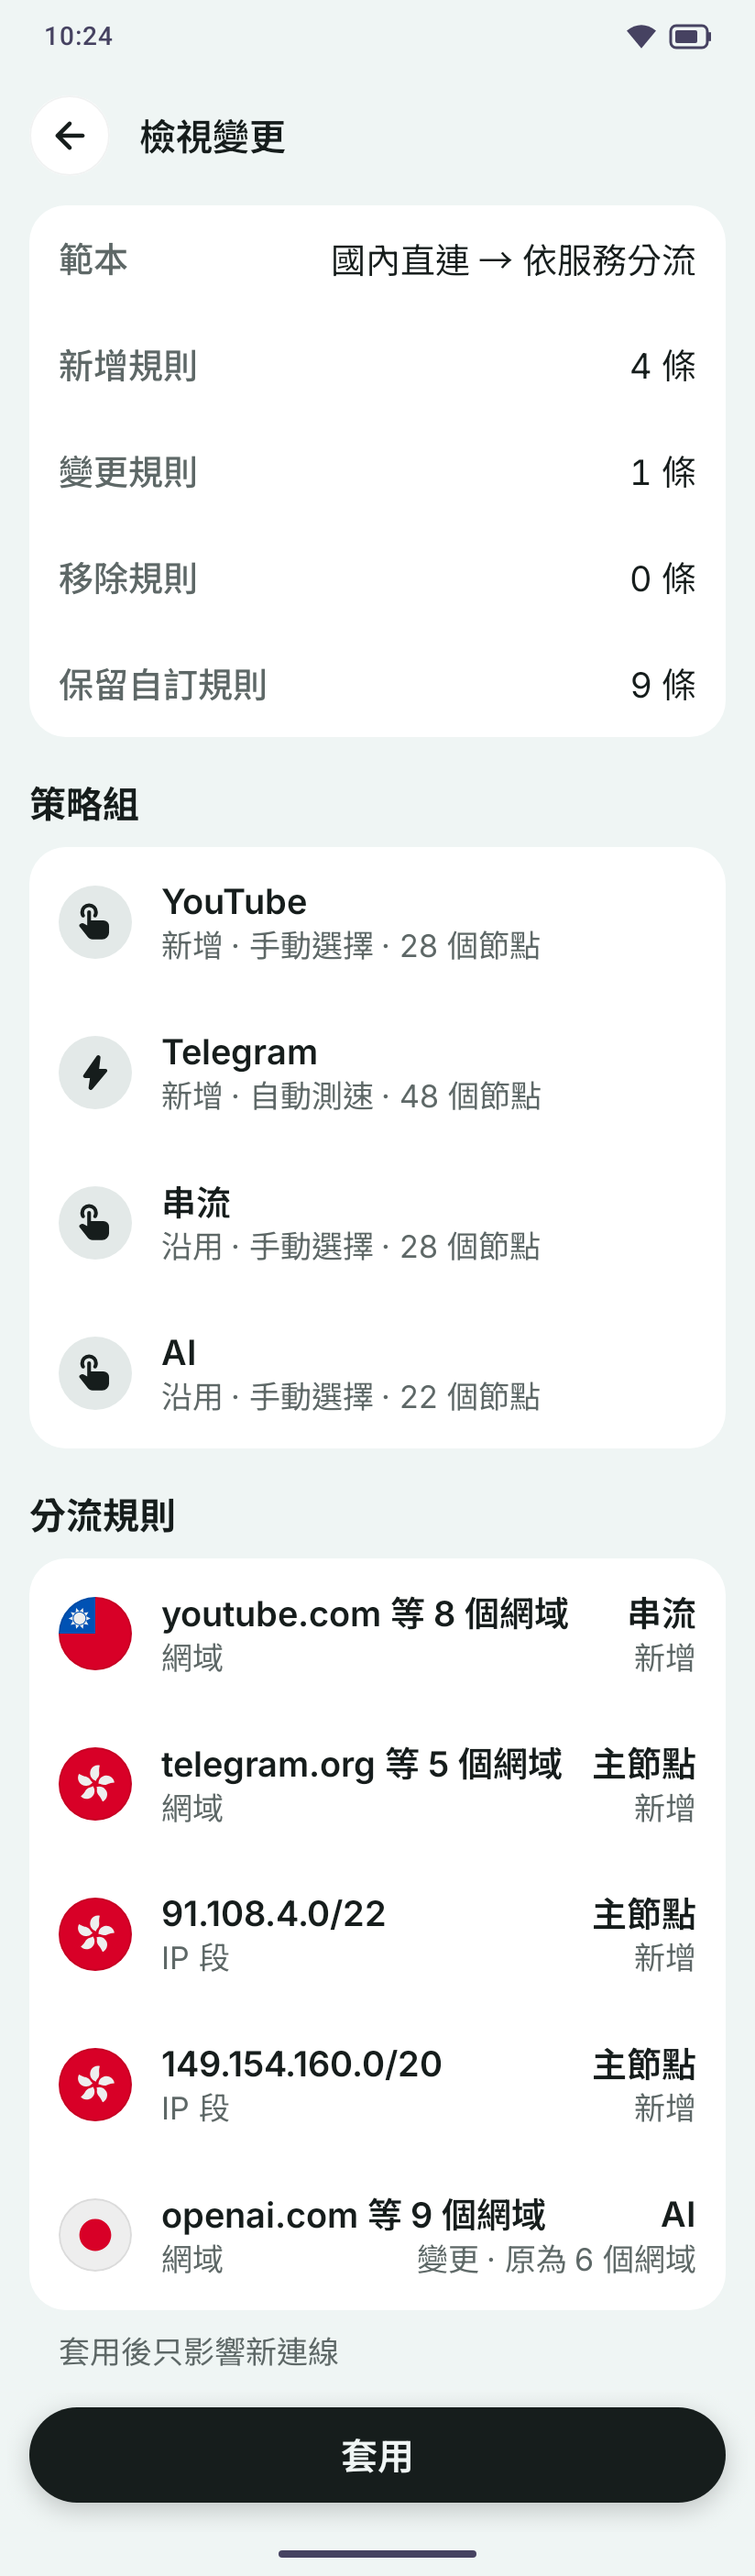 10:24
檢視變更
範本 國內直連 → 依服務分流
新增規則 4 條
變更規則 1 條
移除規則 0 條
保留自訂規則 9 條
策略組
YouTube
新增 · 手動選擇 · 28 個節點
Telegram
新增 · 自動測速 · 48 個節點
串流
沿用 · 手動選擇 · 28 個節點
AI
沿用 · 手動選擇 · 22 個節點
分流規則
youtube.com 等 8 個網域 串流
網域 新增
telegram.org 等 5 個網域 主節點
網域 新增
91.108.4.0/22 主節點
IP 段 新增
149.154.160.0/20 主節點
IP 段 新增
openai.com 等 9 個網域 AI
網域 變更 · 原為 6 個網域
套用後只影響新連線
套用